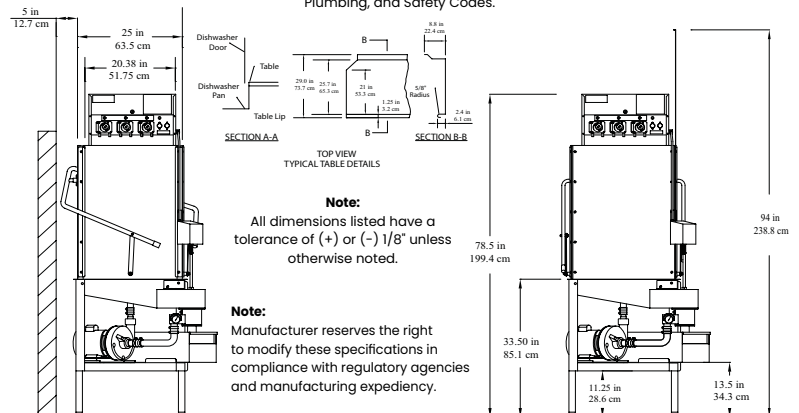 Plumbing, and Safety Codes.
5 in
12.7 cm
25 in
63.5 cm
20.38 in
51.75 cm
Dishwasher
Door
Table
Dishwasher
Pan
Table Lip
SECTION A-A
B
29.0 in
73.7 cm
25.7 in
65.3 cm
21 in
53.3 cm
1.25 in
3.2 cm
B
8.8 in
22.4 cm
5/8"
Radius
2.4 in
6.1 cm
SECTION B-B
TOP VIEW
TYPICAL TABLE DETAILS
Note:
All dimensions listed have a
tolerance of (+) or (-) 1/8" unless
otherwise noted.
Note:
Manufacturer reserves the right
to modify these specifications in
compliance with regulatory agencies
and manufacturing expediency.
78.5 in
199.4 cm
33.50 in
85.1 cm
11.25 in
28.6 cm
13.5 in
34.3 cm
94 in
238.8 cm